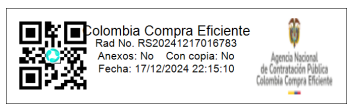 Colombia Compra Eficiente
Rad No. RS20241217016783
Anexos: No Con copia: No
Fecha: 17/12/2024 22:15:10
Agencia Nacional
de Contratación Pública
Colombia Compra Eficiente